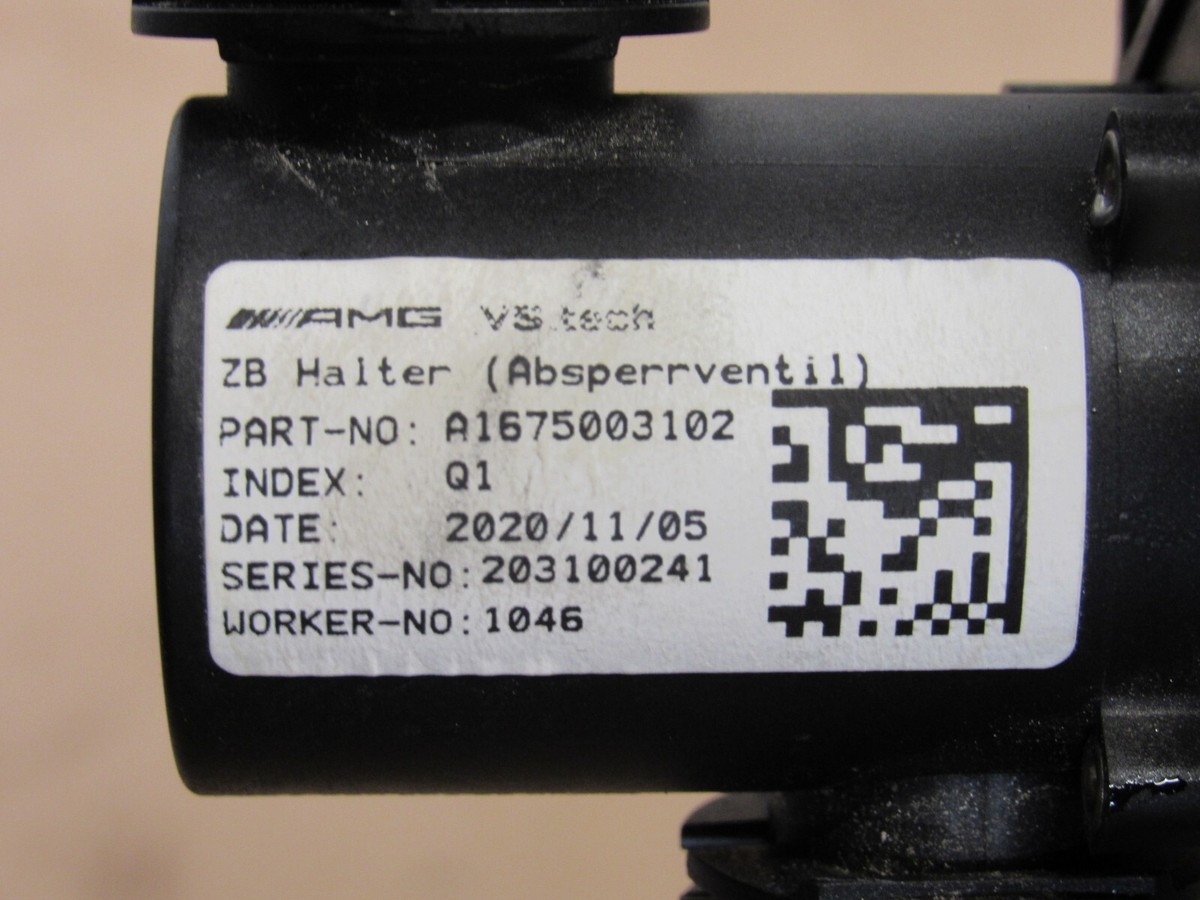 AMG VS tech
ZB Halter (Absperrventil)
PART-NO: A1675003102
INDEX: Q1
DATE: 2020/11/05
SERIES-NO: 203100241
WORKER-NO: 1046